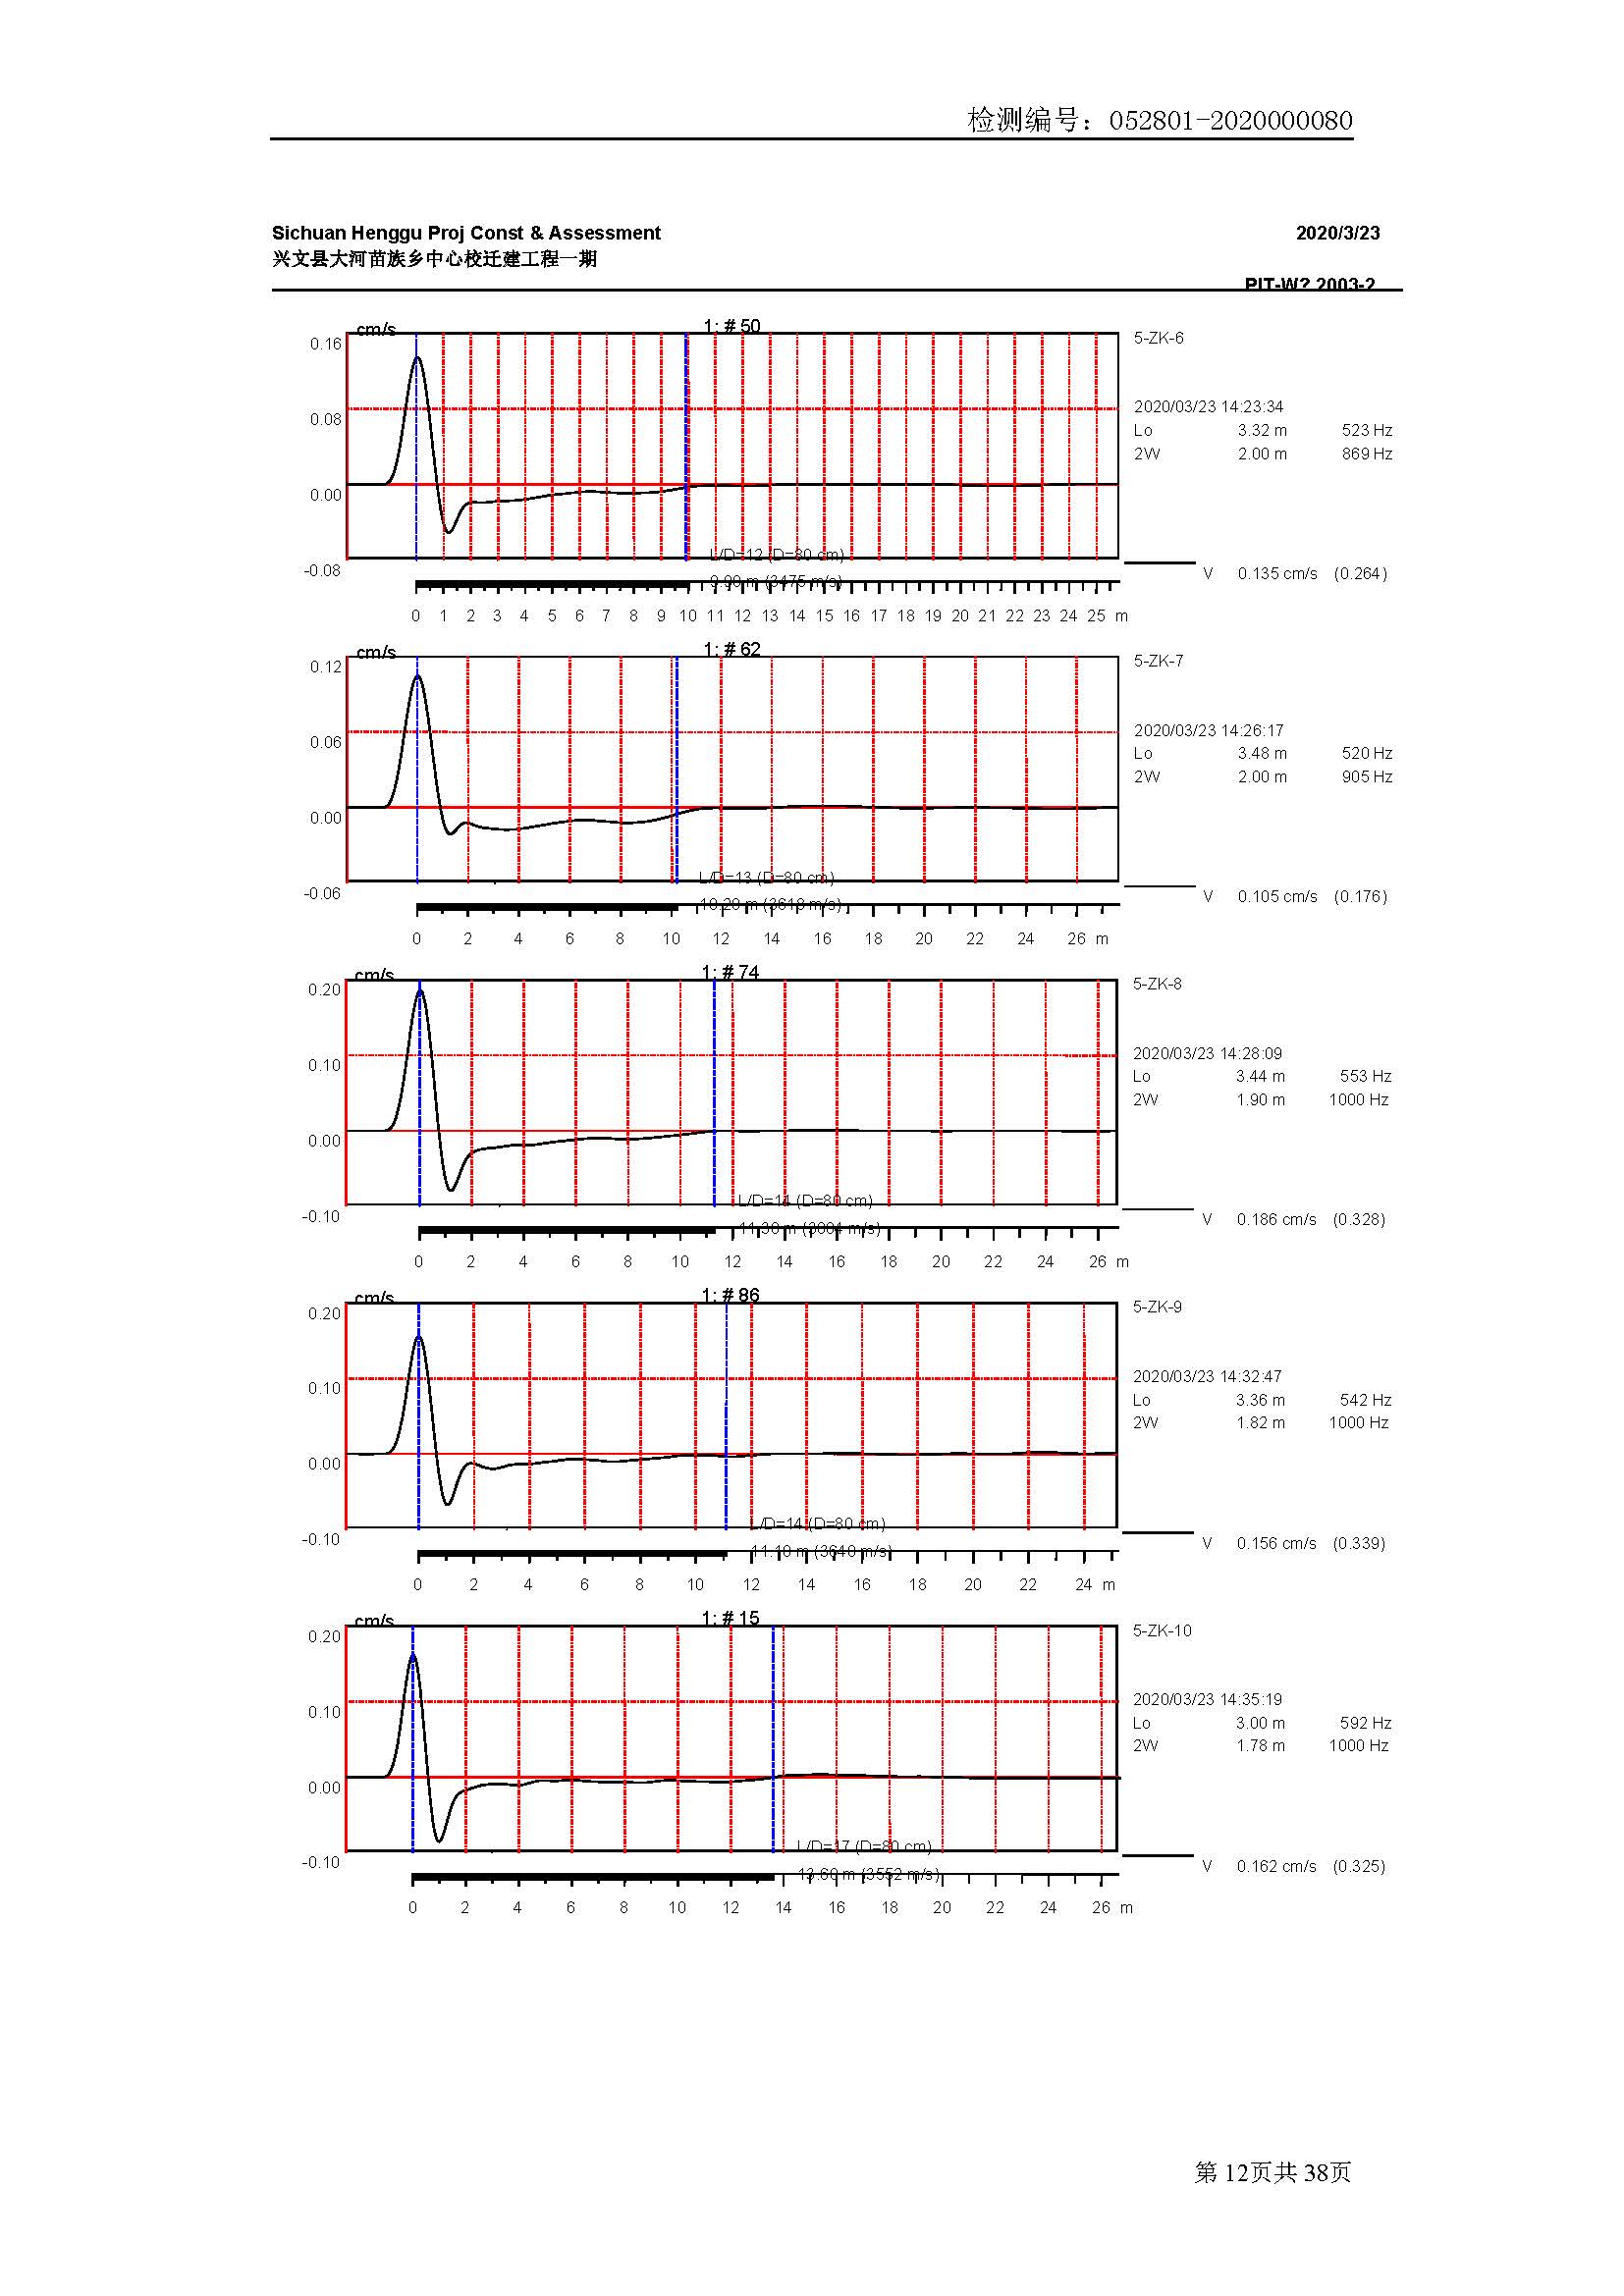 检测编号：052801-2020000080
Sichuan Henggu Proj Const & Assessment 2020/3/23
兴文县大河苗族乡中心校迁建工程一期
PIT-W? 2003-2
cm/s 1: # 50 5-ZK-6
0.16
0.08 2020/03/23 14:23:34
Lo 3.32 m 523 Hz
2W 2.00 m 869 Hz
0.00
L/D=12 (D=80 cm)
-0.08 9.90 m (3475 m/s) V 0.135 cm/s (0.264)
0 1 2 3 4 5 6 7 8 9 10 11 12 13 14 15 16 17 18 19 20 21 22 23 24 25 m
cm/s 1: # 62 5-ZK-7
0.12
0.06 2020/03/23 14:26:17
Lo 3.48 m 520 Hz
2W 2.00 m 905 Hz
0.00
L/D=13 (D=80 cm)
-0.06 10.20 m (3619 m/s) V 0.105 cm/s (0.176)
0 2 4 6 8 10 12 14 16 18 20 22 24 26 m
cm/s 1: # 74 5-ZK-8
0.20
0.10 2020/03/23 14:28:09
Lo 3.44 m 553 Hz
2W 1.90 m 1000 Hz
0.00
L/D=14 (D=80 cm)
-0.10 11.30 m V 0.186 cm/s (0.328)
0 2 4 6 8 10 12 14 16 18 20 22 24 26 m
cm/s 1: # 86 5-ZK-9
0.20
0.10 2020/03/23 14:32:47
Lo 3.36 m 542 Hz
2W 1.82 m 1000 Hz
0.00
L/D=14 (D=80 cm)
-0.10 11.10 m (3640 m/s) V 0.156 cm/s (0.339)
0 2 4 6 8 10 12 14 16 18 20 22 24 m
cm/s 1: # 15 5-ZK-10
0.20
0.10 2020/03/23 14:35:19
Lo 3.00 m 592 Hz
2W 1.78 m 1000 Hz
0.00
L/D=17 (D=80 cm)
-0.10 13.60 m (3552 m/s) V 0.162 cm/s (0.325)
0 2 4 6 8 10 12 14 16 18 20 22 24 26 m
第 12页共 38页